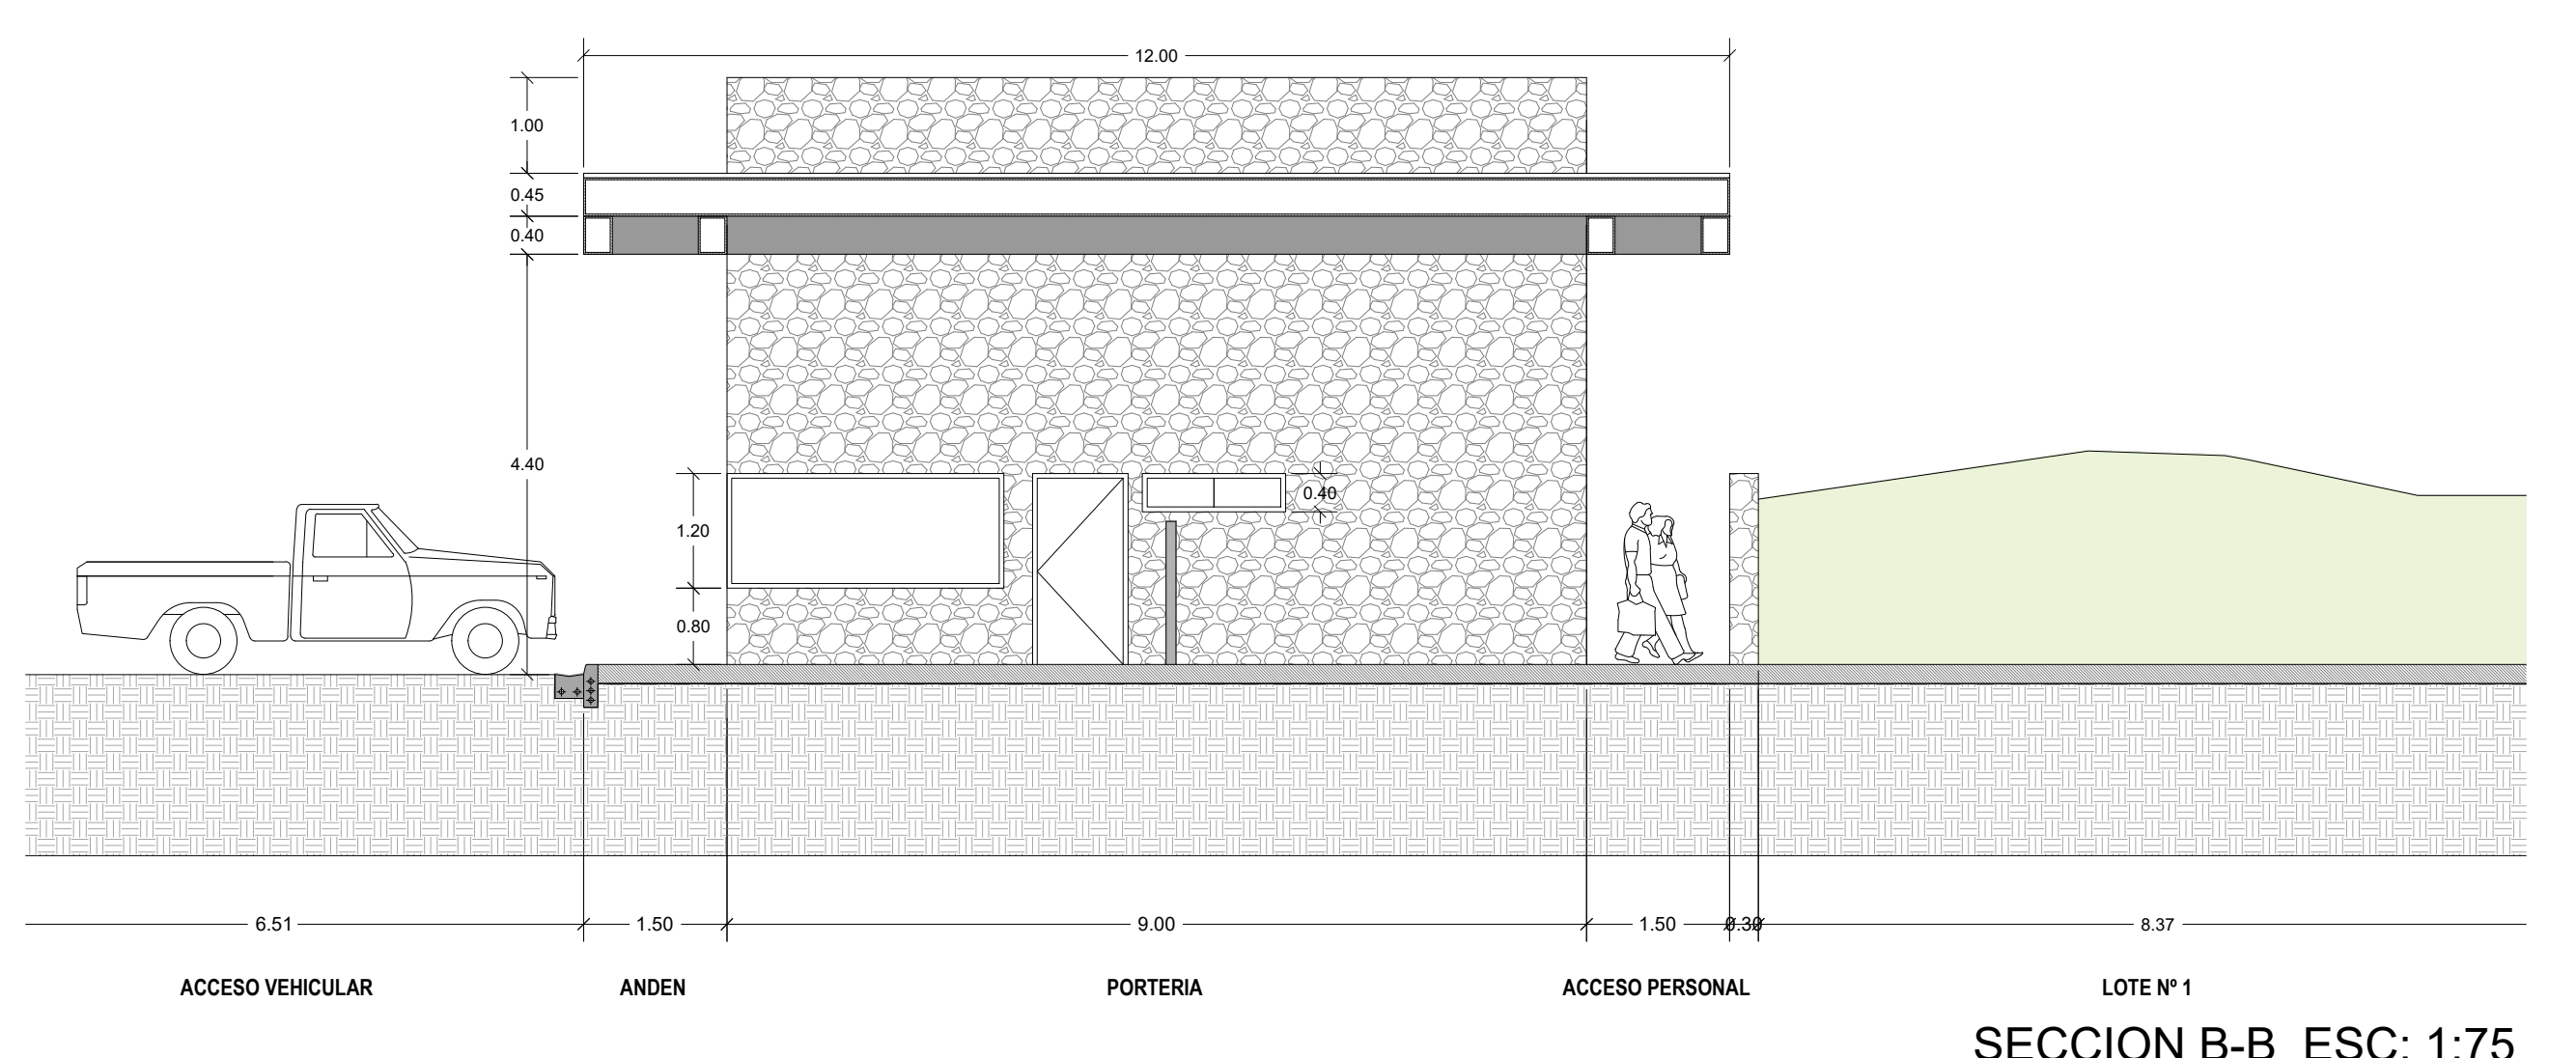 12.00
1.00
0.45
0.40
4.40
1.20
0.40
0.80
6.51 1.50 9.00 1.50 0.30 8.37
ACCESO VEHICULAR ANDEN PORTERIA ACCESO PERSONAL LOTE Nº 1
SECCION B-B ESC: 1:75